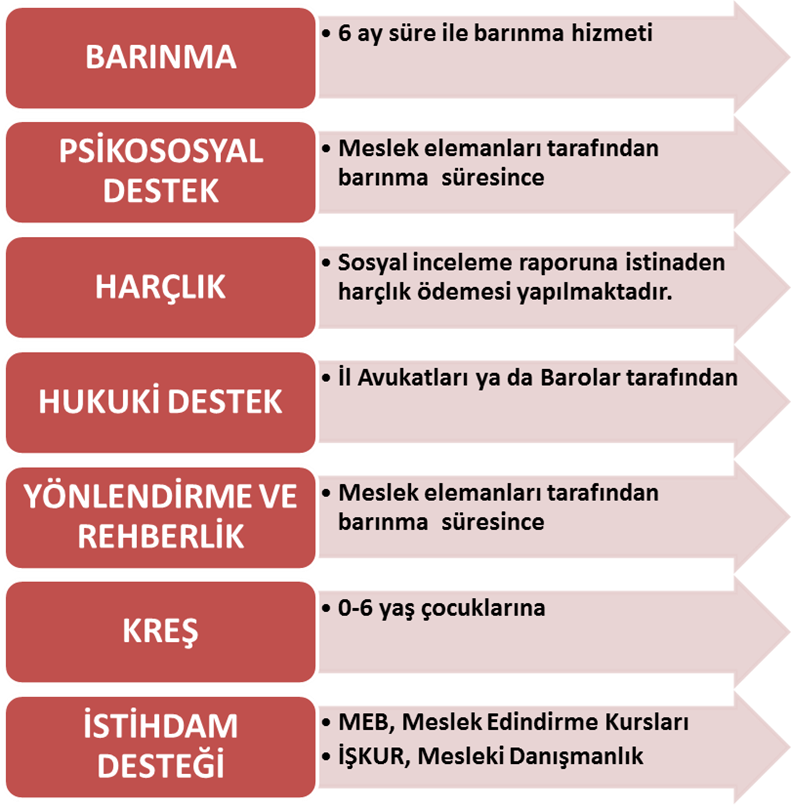 BARINMA
• 6 ay süre ile barınma hizmeti
PSİKOSOSYAL
DESTEK
• Meslek elemanları tarafından
barınma süresince
HARÇLIK
• Sosyal inceleme raporuna istinaden
harçlık ödemesi yapılmaktadır.
HUKUKİ DESTEK
• İl Avukatları ya da Barolar tarafından
YÖNLENDİRME VE
REHBERLİK
• Meslek elemanları tarafından
barınma süresince
KREŞ
• 0-6 yaş çocuklarına
İSTİHDAM
DESTEĞİ
• MEB, Meslek Edindirme Kursları
• İŞKUR, Mesleki Danışmanlık